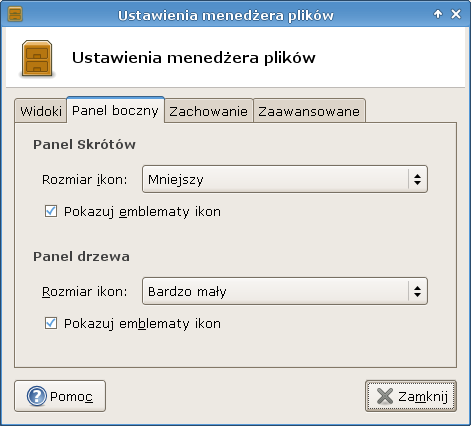 Ustawienia menedżera plików
Ustawienia menedżera plików
Widoki Panel boczny Zachowanie Zaawansowane
Panel Skrótów
Rozmiar ikon: Mniejszy
Pokazuj emblematy ikon
Panel drzewa
Rozmiar ikon: Bardzo mały
Pokazuj emblematy ikon
Pomoc Zamknij